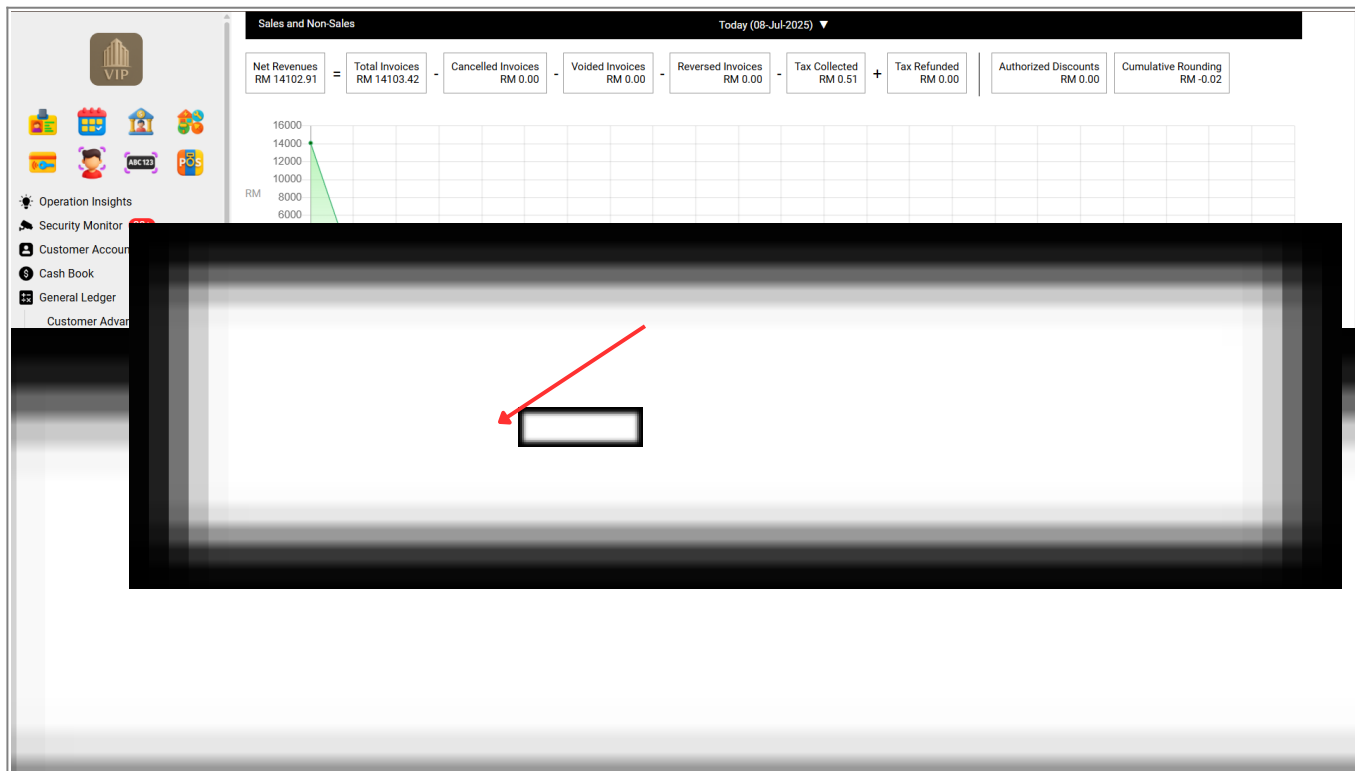 Sales and Non-Sales
Today (08-Jul-2025) ▼
VIP
Net Revenues
RM 14102.91
=
Total Invoices
RM 14103.42
-
Cancelled Invoices
RM 0.00
-
Voided Invoices
RM 0.00
-
Reversed Invoices
RM 0.00
-
Tax Collected
RM 0.51
+
Tax Refunded
RM 0.00
Authorized Discounts
RM 0.00
Cumulative Rounding
RM -0.02
ABC 123
POS
16000
14000
12000
10000
RM
8000
6000
Operation Insights
Security Monitor
Customer
Cash Book
General Ledger
Customer